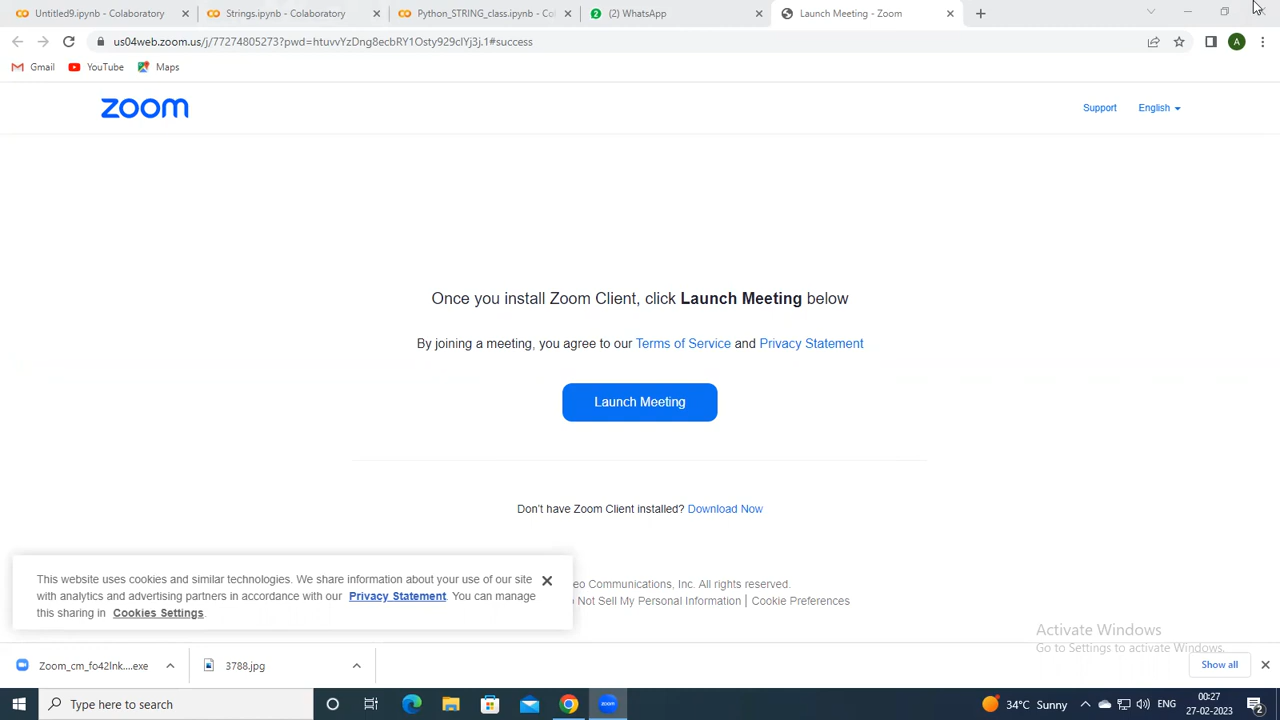 Untitled9.ipynb - Colaboratory
Strings.ipynb - Colaboratory
Python_STRING_class.ipynb - Col
(2) WhatsApp
Launch Meeting - Zoom
us04web.zoom.us/j/77274805273?pwd=htuvvYzDng8ecbRY1Osty929clYj3j.1#success
A
Gmail
YouTube
Maps
zoom
Support
English
Once you install Zoom Client, click Launch Meeting below
By joining a meeting, you agree to our Terms of Service and Privacy Statement
Launch Meeting
Don't have Zoom Client installed? Download Now
This website uses cookies and similar technologies. We share information about your use of our site
with analytics and advertising partners in accordance with our Privacy Statement. You can manage
this sharing in Cookies Settings.
eo Communications, Inc. All rights reserved.
Not Sell My Personal Information | Cookie Preferences
Activate Windows
Go to Settings to activate Windows.
Zoom_cm_fo42lnk....exe
3788.jpg
Show all
Type here to search
zoom
34°C Sunny
ENG
00:27
27-02-2023
2